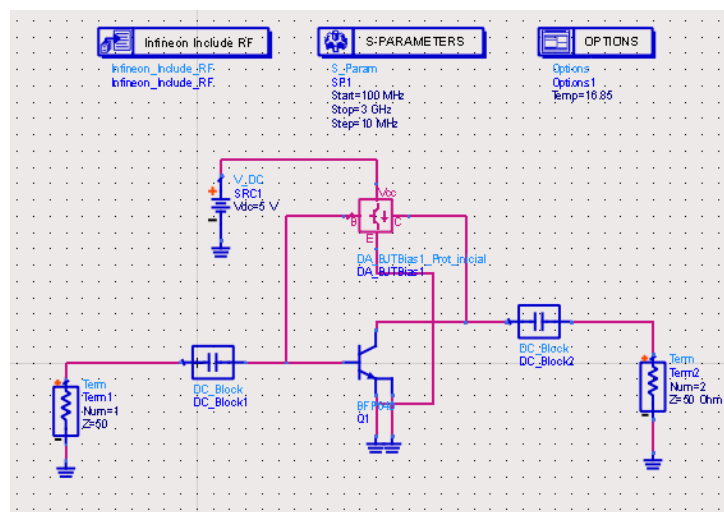 Infineon Include RF
S-PARAMETERS
OPTIONS
Infineon_Include_RF
Infineon_Include_RF
S_Param
SP1
Start=100 MHz
Stop=3 GHz
Step=10 MHz
Options
Options1
Temp=16.85
V_DC
SRC1
Vdc=5 V
Vcc
B
C
E
DA_BJTBias1_Prot_inicial
DA_BJTBias1
DC_Block
DC_Block1
DC_Block
DC_Block2
Term
Term1
Num=1
Z=50
Q1
Term
Term2
Num=2
Z=50 Ohm